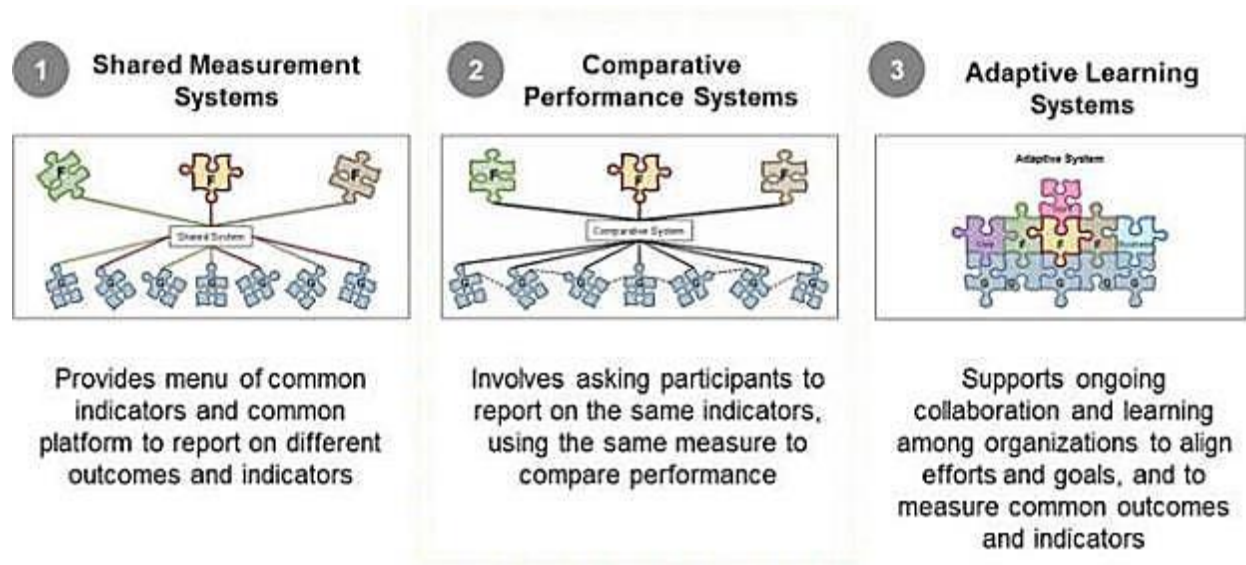 1
Shared Measurement
Systems
F
F
F
Shared System
G
G
G
G
G
G
G
Provides menu of common
indicators and common
platform to report on different
outcomes and indicators
2
Comparative
Performance Systems
F
F
F
Comparative System
G
G
G
G
G
G
G
Involves asking participants to
report on the same indicators,
using the same measure to
compare performance
3
Adaptive Learning
Systems
Adaptive System
F
F
F
G
G
G
G
G
Supports ongoing
collaboration and learning
among organizations to align
efforts and goals, and to
measure common outcomes
and indicators